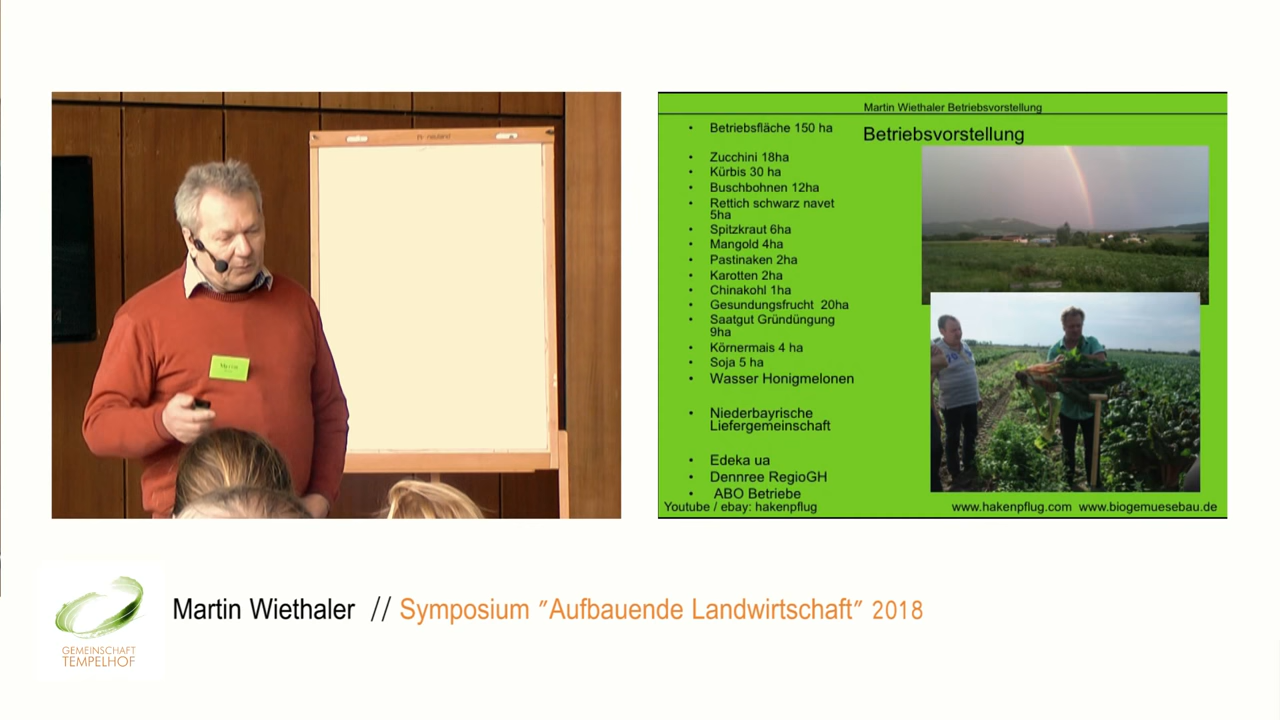 Martin Wiethaler Betriebsvorstellung
Betriebsvorstellung
• Betriebsfläche 150 ha
• Zucchini 18ha
• Kürbis 30 ha
• Buschbohnen 12ha
• Rettich schwarz navet
5ha
• Spitzkraut 6ha
• Mangold 4ha
• Pastinaken 2ha
• Karotten 2ha
• Chinakohl 1ha
• Gesundungsfrucht 20ha
• Saatgut Gründüngung
9ha
• Körnermais 4 ha
• Soja 5 ha
• Wasser Honigmelonen
• Niederbayrische
Liefergemeinschaft
• Edeka ua
• Dennree RegioGH
• ABO Betriebe
Youtube / ebay: hakenpflug
www.hakenpflug.com www.biogemuesebau.de
Martin Wiethaler // Symposium "Aufbauende Landwirtschaft" 2018
GEMEINSCHAFT
TEMPELHOF